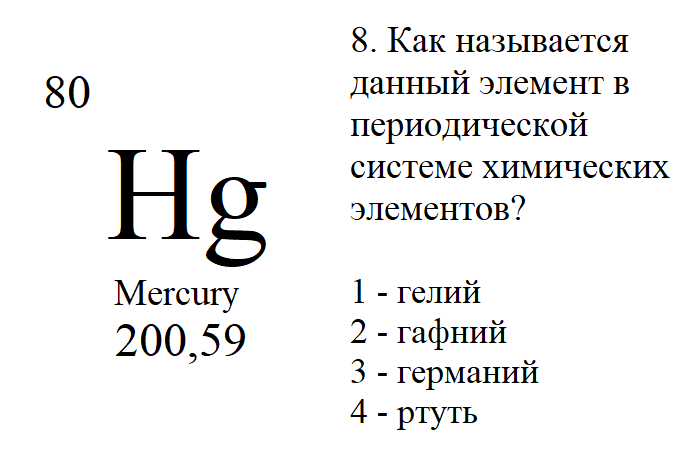 80
Hg
Mercury
200,59
8. Как называется
данный элемент в
периодической
системе химических
элементов?
1 - гелий
2 - гафний
3 - германий
4 - ртуть